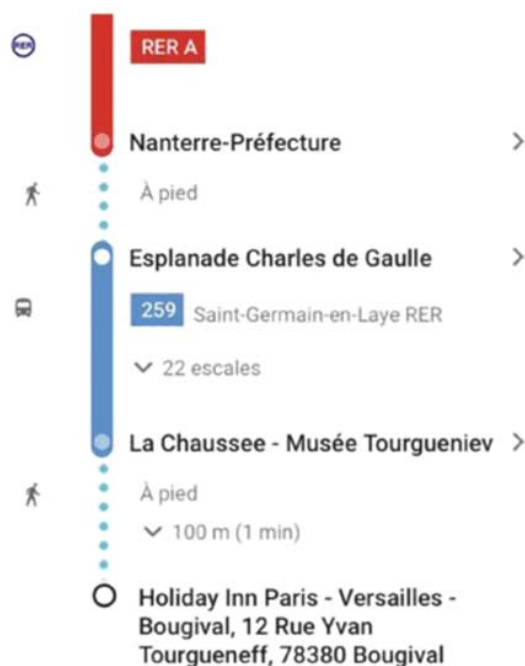 RER
RER A
Nanterre-Préfecture
À pied
Esplanade Charles de Gaulle
259 Saint-Germain-en-Laye RER
22 escales
La Chaussee - Musée Tourgueniev
À pied
100 m (1 min)
Holiday Inn Paris - Versailles -
Bougival, 12 Rue Yvan
Tourgueneff, 78380 Bougival